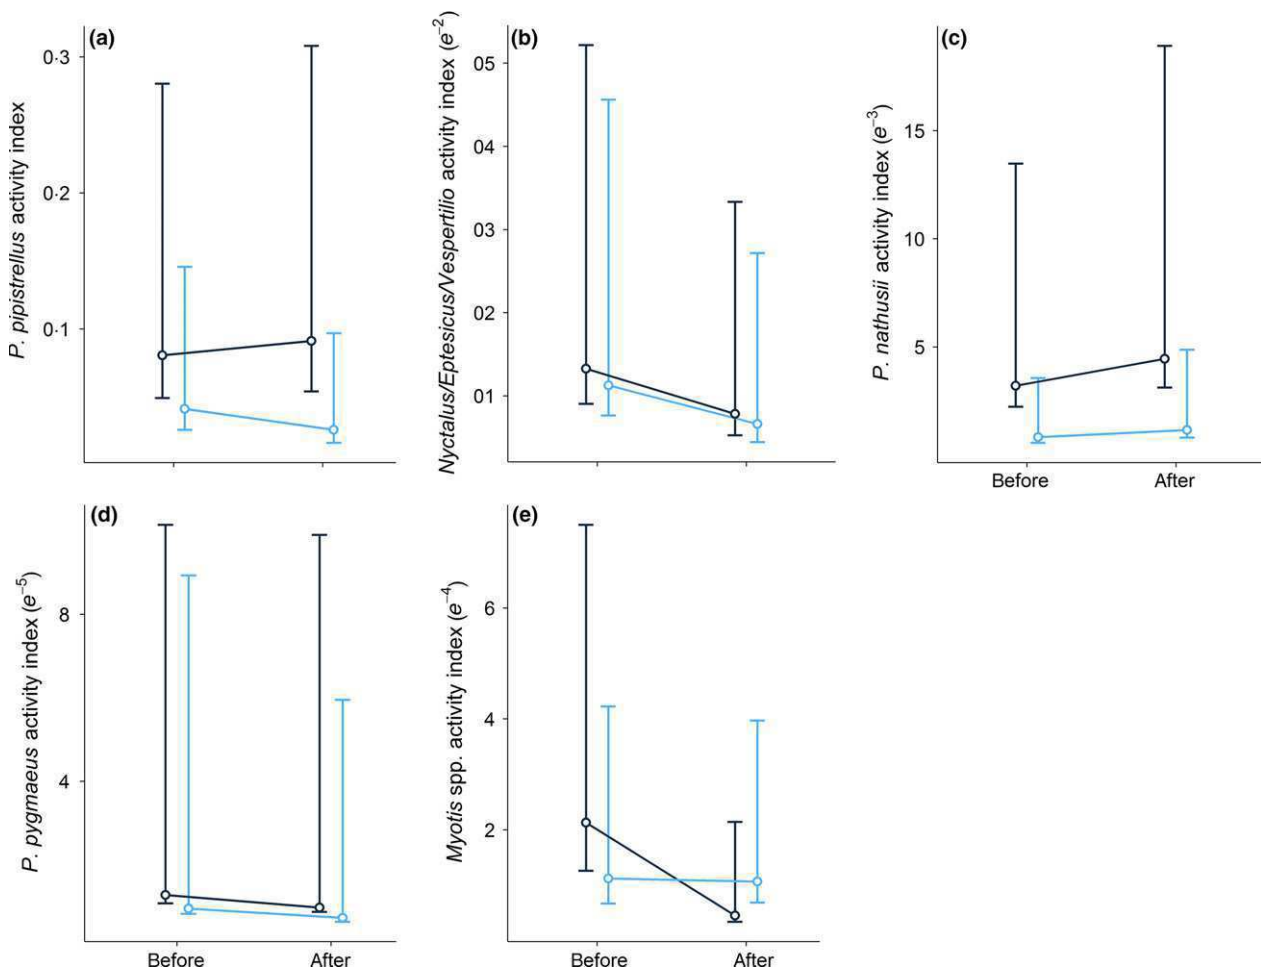 (a)
0·3
0·2
0·1
P. pipistrellus activity index
(b)
05
04
03
02
01
Nyctalus/Eptesicus/Vespertilio activity index (e⁻²)
(c)
15
10
5
P. nathusii activity index (e⁻³)
Before After
(d)
8
4
P. pygmaeus activity index (e⁻⁵)
Before After
(e)
6
4
2
Myotis spp. activity index (e⁻⁴)
Before After